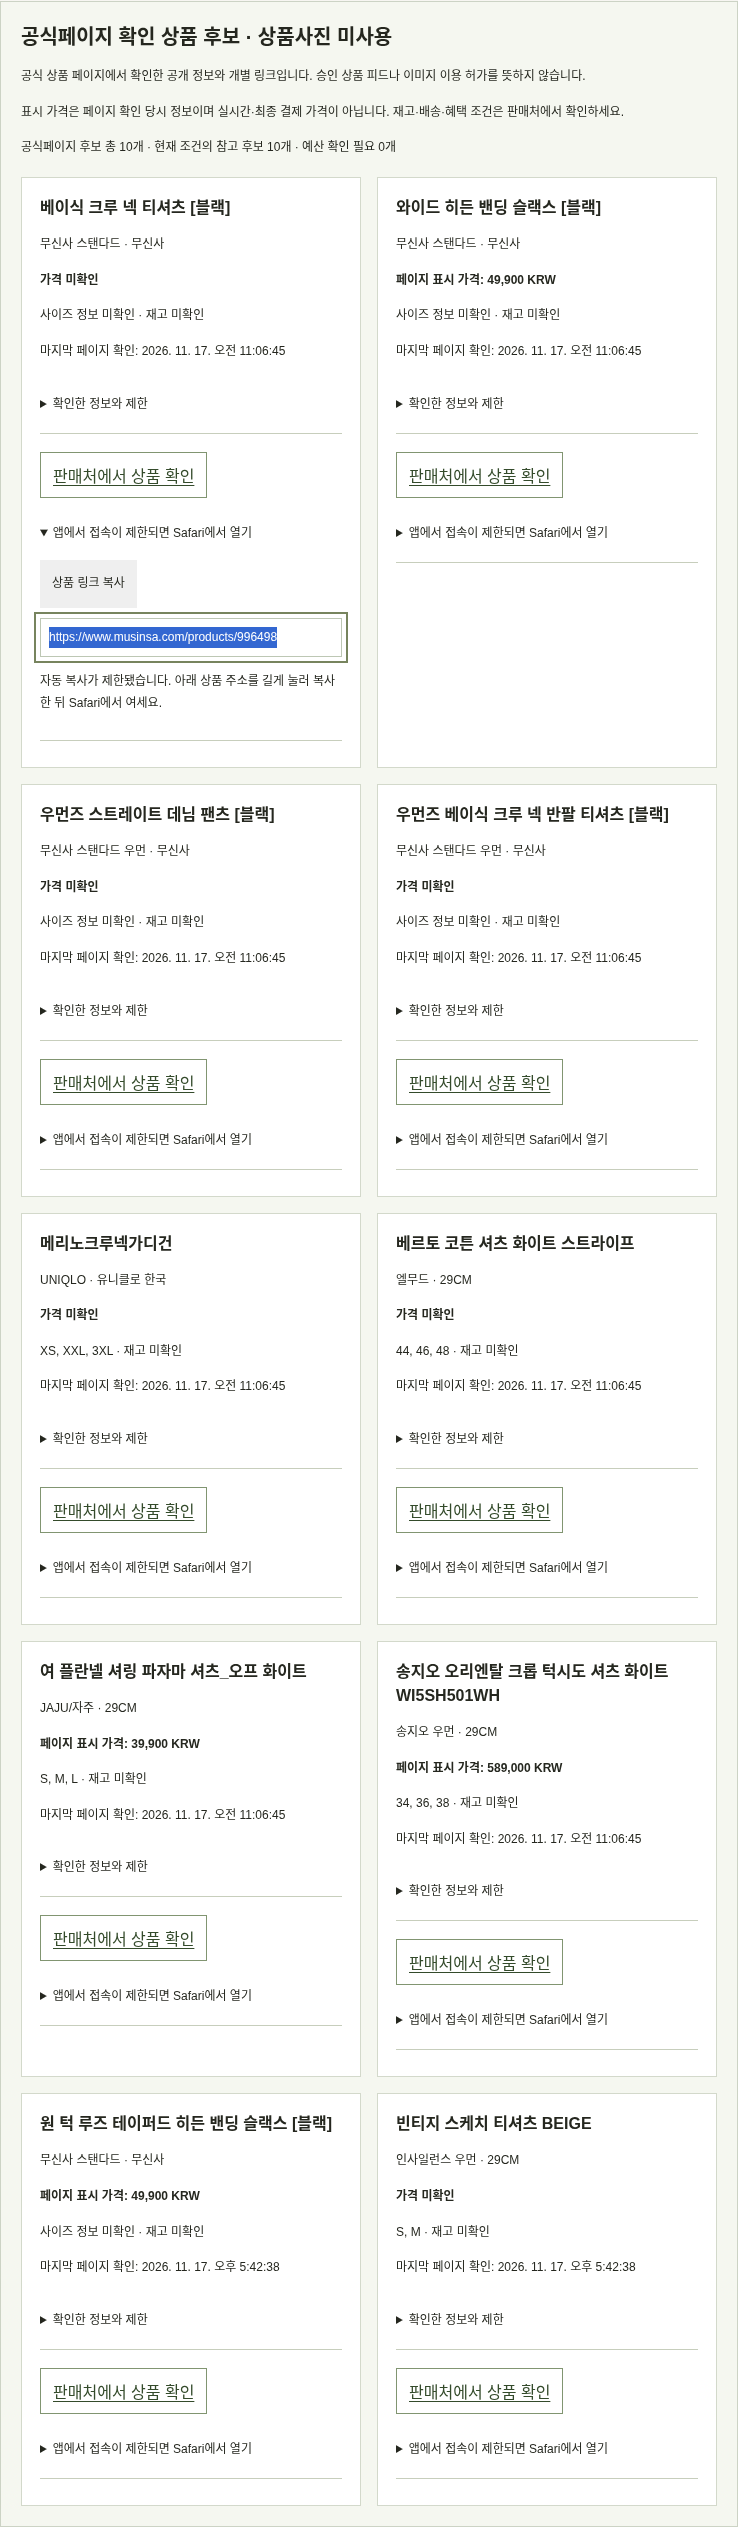 공식페이지 확인 상품 후보 · 상품사진 미사용
공식 상품 페이지에서 확인한 공개 정보와 개별 링크입니다. 승인 상품 피드나 이미지 이용 허가를 뜻하지 않습니다.
표시 가격은 페이지 확인 당시 정보이며 실시간·최종 결제 가격이 아닙니다. 재고·배송·혜택 조건은 판매처에서 확인하세요.
공식페이지 후보 총 10개 · 현재 조건의 참고 후보 10개 · 예산 확인 필요 0개
베이식 크루 넥 티셔츠 [블랙]
무신사 스탠다드 · 무신사
가격 미확인
사이즈 정보 미확인 · 재고 미확인
마지막 페이지 확인: 2026. 11. 17. 오전 11:06:45
▶ 확인한 정보와 제한
판매처에서 상품 확인
▼ 앱에서 접속이 제한되면 Safari에서 열기
상품 링크 복사
https://www.musinsa.com/products/996498
자동 복사가 제한됐습니다. 아래 상품 주소를 길게 눌러 복사
한 뒤 Safari에서 여세요.
와이드 히든 밴딩 슬랙스 [블랙]
무신사 스탠다드 · 무신사
페이지 표시 가격: 49,900 KRW
사이즈 정보 미확인 · 재고 미확인
마지막 페이지 확인: 2026. 11. 17. 오전 11:06:45
▶ 확인한 정보와 제한
판매처에서 상품 확인
▶ 앱에서 접속이 제한되면 Safari에서 열기
우먼즈 스트레이트 데님 팬츠 [블랙]
무신사 스탠다드 우먼 · 무신사
가격 미확인
사이즈 정보 미확인 · 재고 미확인
마지막 페이지 확인: 2026. 11. 17. 오전 11:06:45
▶ 확인한 정보와 제한
판매처에서 상품 확인
▶ 앱에서 접속이 제한되면 Safari에서 열기
우먼즈 베이식 크루 넥 반팔 티셔츠 [블랙]
무신사 스탠다드 우먼 · 무신사
가격 미확인
사이즈 정보 미확인 · 재고 미확인
마지막 페이지 확인: 2026. 11. 17. 오전 11:06:45
▶ 확인한 정보와 제한
판매처에서 상품 확인
▶ 앱에서 접속이 제한되면 Safari에서 열기
메리노크루넥가디건
UNIQLO · 유니클로 한국
가격 미확인
XS, XXL, 3XL · 재고 미확인
마지막 페이지 확인: 2026. 11. 17. 오전 11:06:45
▶ 확인한 정보와 제한
판매처에서 상품 확인
▶ 앱에서 접속이 제한되면 Safari에서 열기
베르토 코튼 셔츠 화이트 스트라이프
엘무드 · 29CM
가격 미확인
44, 46, 48 · 재고 미확인
마지막 페이지 확인: 2026. 11. 17. 오전 11:06:45
▶ 확인한 정보와 제한
판매처에서 상품 확인
▶ 앱에서 접속이 제한되면 Safari에서 열기
여 플란넬 셔링 파자마 셔츠_오프 화이트
JAJU/자주 · 29CM
페이지 표시 가격: 39,900 KRW
S, M, L · 재고 미확인
마지막 페이지 확인: 2026. 11. 17. 오전 11:06:45
▶ 확인한 정보와 제한
판매처에서 상품 확인
▶ 앱에서 접속이 제한되면 Safari에서 열기
송지오 오리엔탈 크롭 턱시도 셔츠 화이트
WI5SH501WH
송지오 우먼 · 29CM
페이지 표시 가격: 589,000 KRW
34, 36, 38 · 재고 미확인
마지막 페이지 확인: 2026. 11. 17. 오전 11:06:45
▶ 확인한 정보와 제한
판매처에서 상품 확인
▶ 앱에서 접속이 제한되면 Safari에서 열기
원 턱 루즈 테이퍼드 히든 밴딩 슬랙스 [블랙]
무신사 스탠다드 · 무신사
페이지 표시 가격: 49,900 KRW
사이즈 정보 미확인 · 재고 미확인
마지막 페이지 확인: 2026. 11. 17. 오후 5:42:38
▶ 확인한 정보와 제한
판매처에서 상품 확인
▶ 앱에서 접속이 제한되면 Safari에서 열기
빈티지 스케치 티셔츠 BEIGE
인사일런스 우먼 · 29CM
가격 미확인
S, M · 재고 미확인
마지막 페이지 확인: 2026. 11. 17. 오후 5:42:38
▶ 확인한 정보와 제한
판매처에서 상품 확인
▶ 앱에서 접속이 제한되면 Safari에서 열기